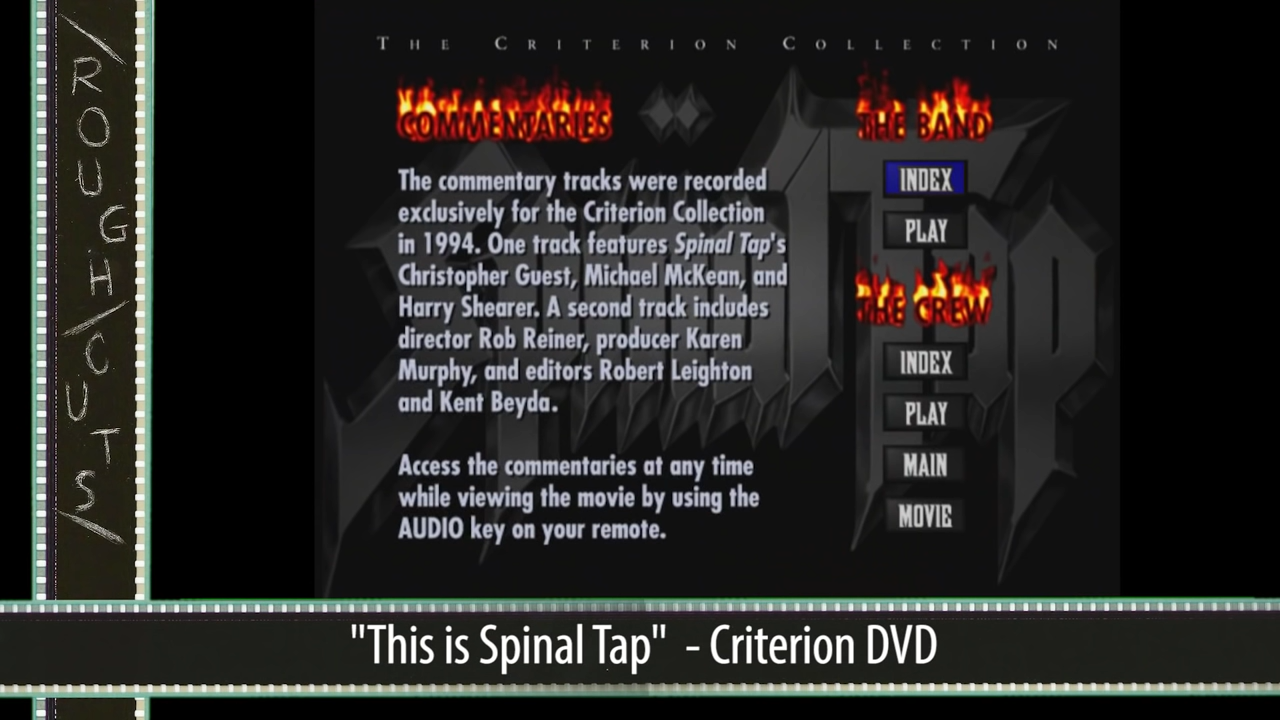 /ROUGH/CUTS/
THE CRITERION COLLECTION
COMMENTARIES
The commentary tracks were recorded
exclusively for the Criterion Collection
in 1994. One track features Spinal Tap's
Christopher Guest, Michael McKean, and
Harry Shearer. A second track includes
director Rob Reiner, producer Karen
Murphy, and editors Robert Leighton
and Kent Beyda.
Access the commentaries at any time
while viewing the movie by using the
AUDIO key on your remote.
THE BAND
INDEX
PLAY
THE CREW
INDEX
PLAY
MAIN
MOVIE
Spinal Tap
"This is Spinal Tap" - Criterion DVD